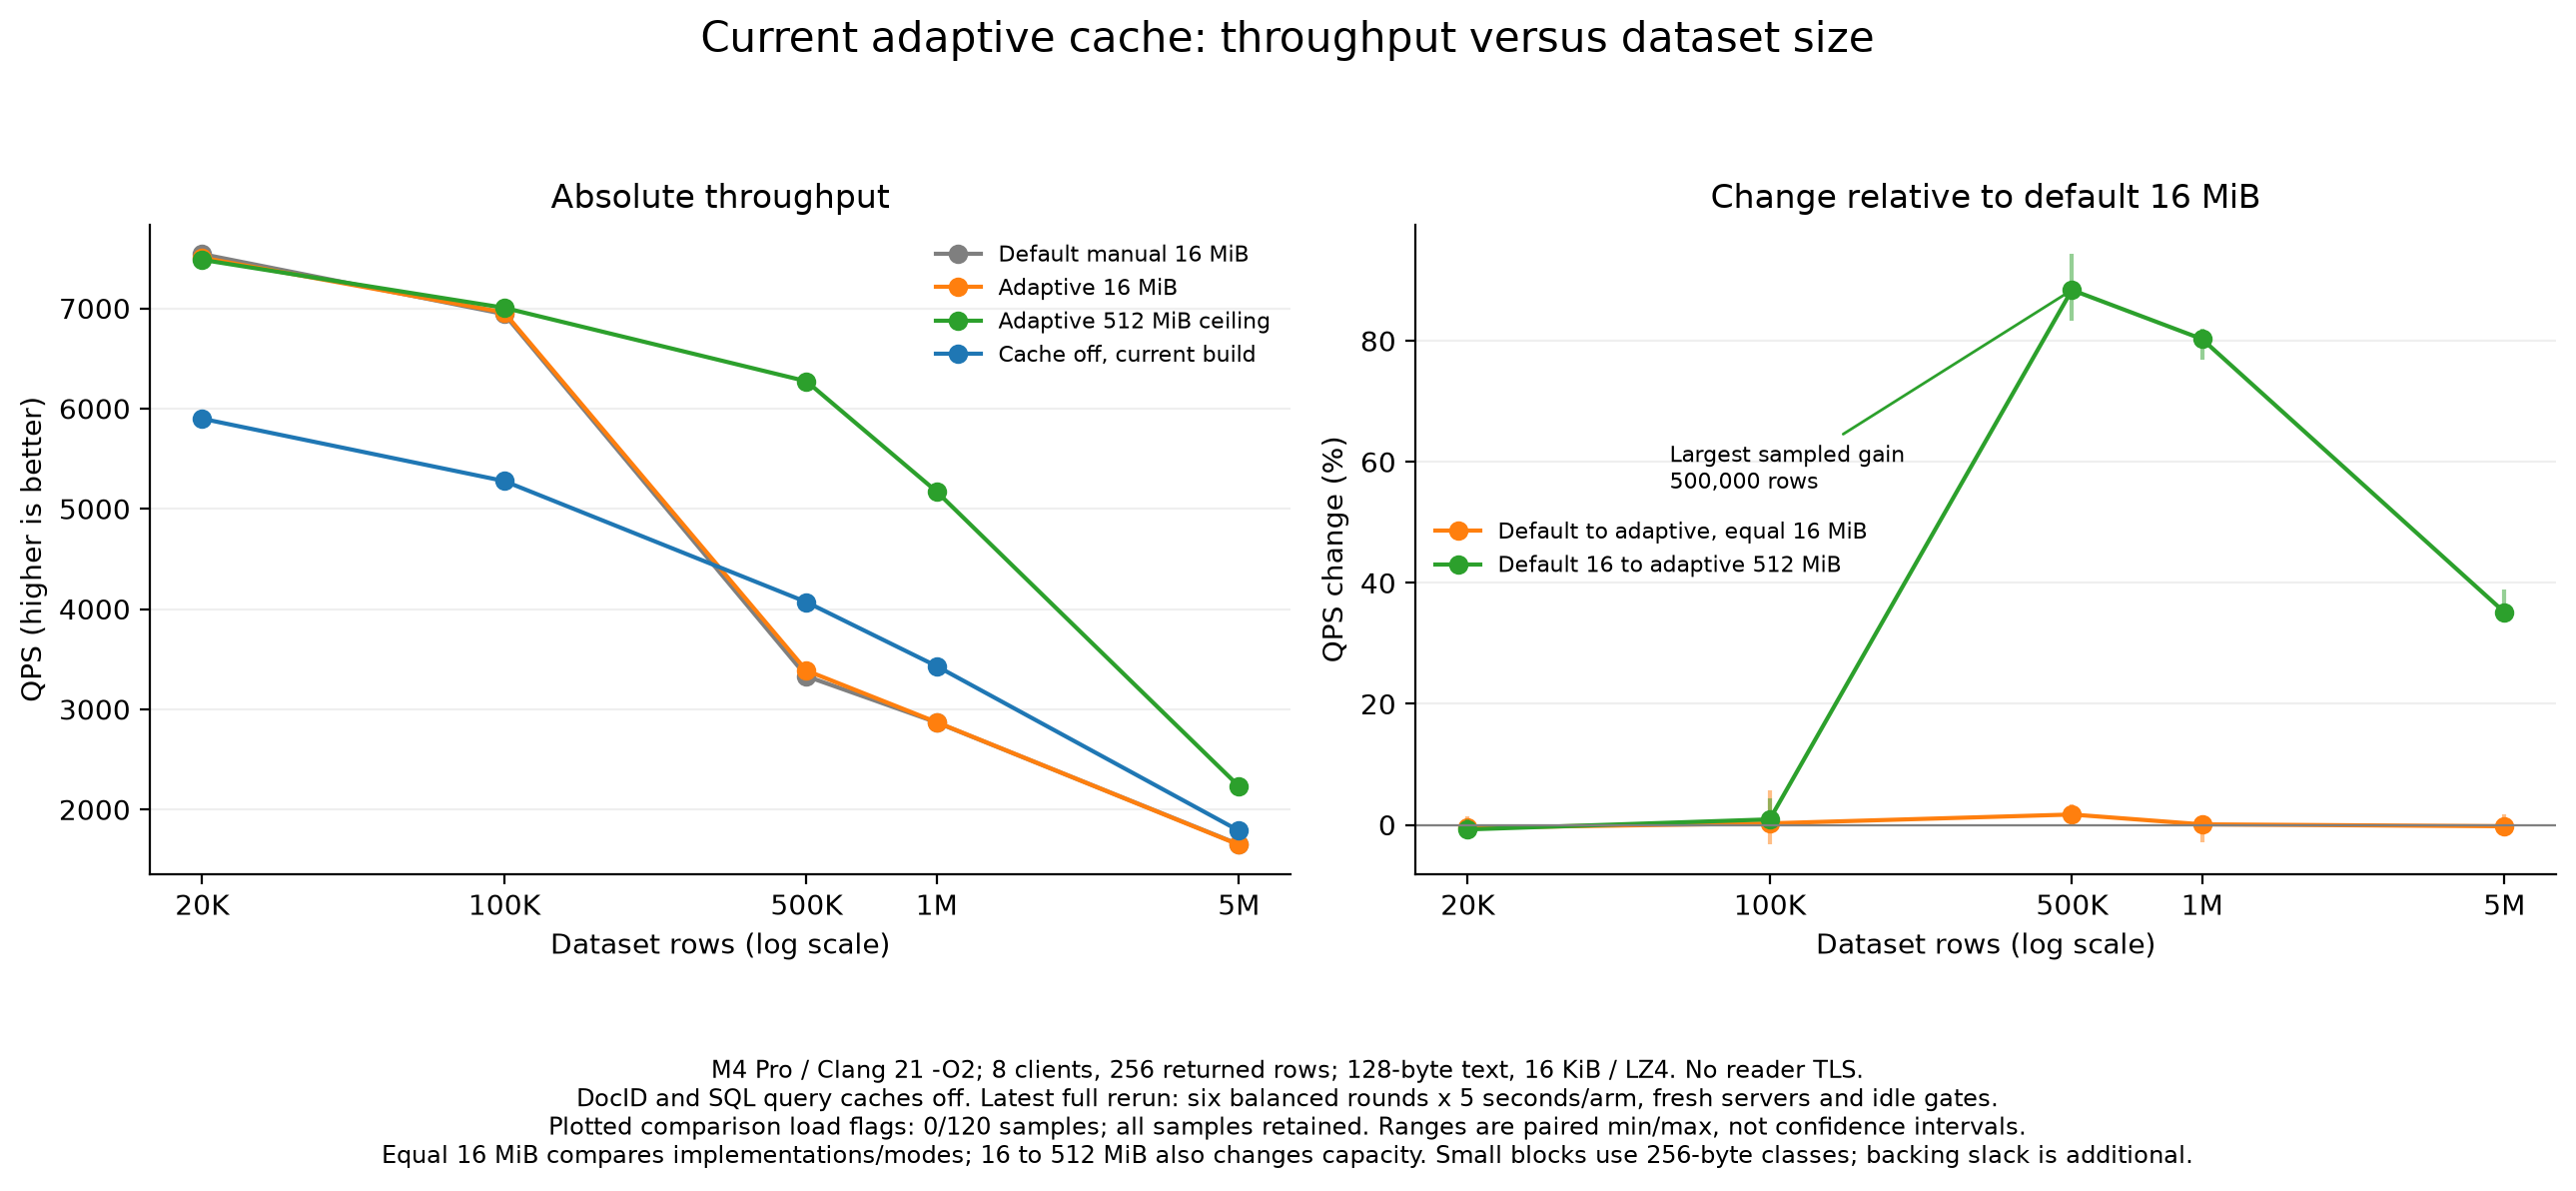 Current adaptive cache: throughput versus dataset size
Absolute throughput
QPS (higher is better)
7000
6000
5000
4000
3000
2000
Default manual 16 MiB
Adaptive 16 MiB
Adaptive 512 MiB ceiling
Cache off, current build
20K
100K
500K
1M
5M
Dataset rows (log scale)
Change relative to default 16 MiB
QPS change (%)
80
60
40
20
0
Largest sampled gain
500,000 rows
Default to adaptive, equal 16 MiB
Default 16 to adaptive 512 MiB
20K
100K
500K
1M
5M
Dataset rows (log scale)
M4 Pro / Clang 21 -O2; 8 clients, 256 returned rows; 128-byte text, 16 KiB / LZ4. No reader TLS.
DocID and SQL query caches off. Latest full rerun: six balanced rounds x 5 seconds/arm, fresh servers and idle gates.
Plotted comparison load flags: 0/120 samples; all samples retained. Ranges are paired min/max, not confidence intervals.
Equal 16 MiB compares implementations/modes; 16 to 512 MiB also changes capacity. Small blocks use 256-byte classes; backing slack is additional.